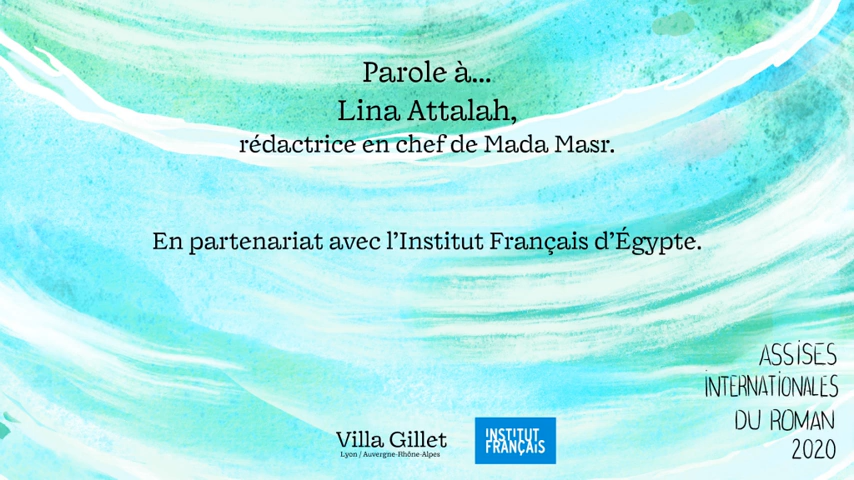 Parole à...
Lina Attalah,
rédactrice en chef de Mada Masr.
En partenariat avec l'Institut Français d'Égypte.
ASSISES
INTERNATIONALES
DU ROMAN
2020
Villa Gillet
Lyon / Auvergne-Rhône-Alpes
INSTITUT
FRANÇAIS